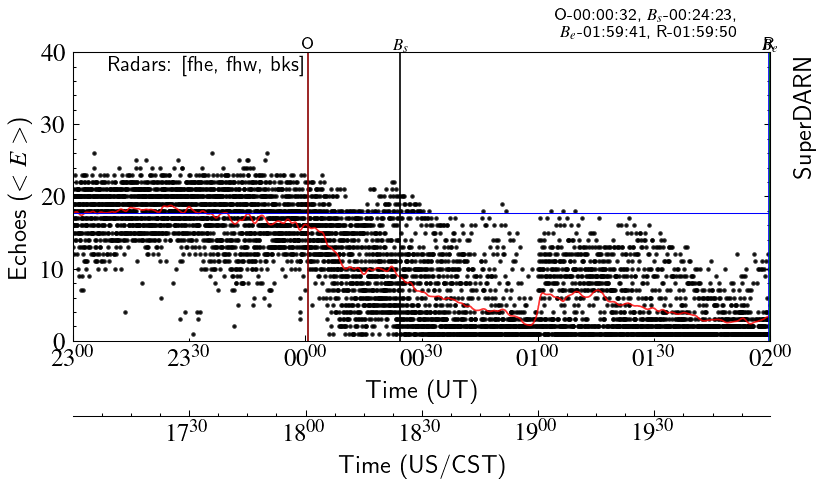 O-00:00:32, Bs-00:24:23,
Be-01:59:41, R-01:59:50
O Bs R Be
Radars: [fhe, fhw, bks]
SuperDARN
Echoes (< E >)
40
30
20
10
0
23⁰⁰ 23³⁰ 00⁰⁰ 00³⁰ 01⁰⁰ 01³⁰ 02⁰⁰
Time (UT)
17³⁰ 18⁰⁰ 18³⁰ 19⁰⁰ 19³⁰
Time (US/CST)